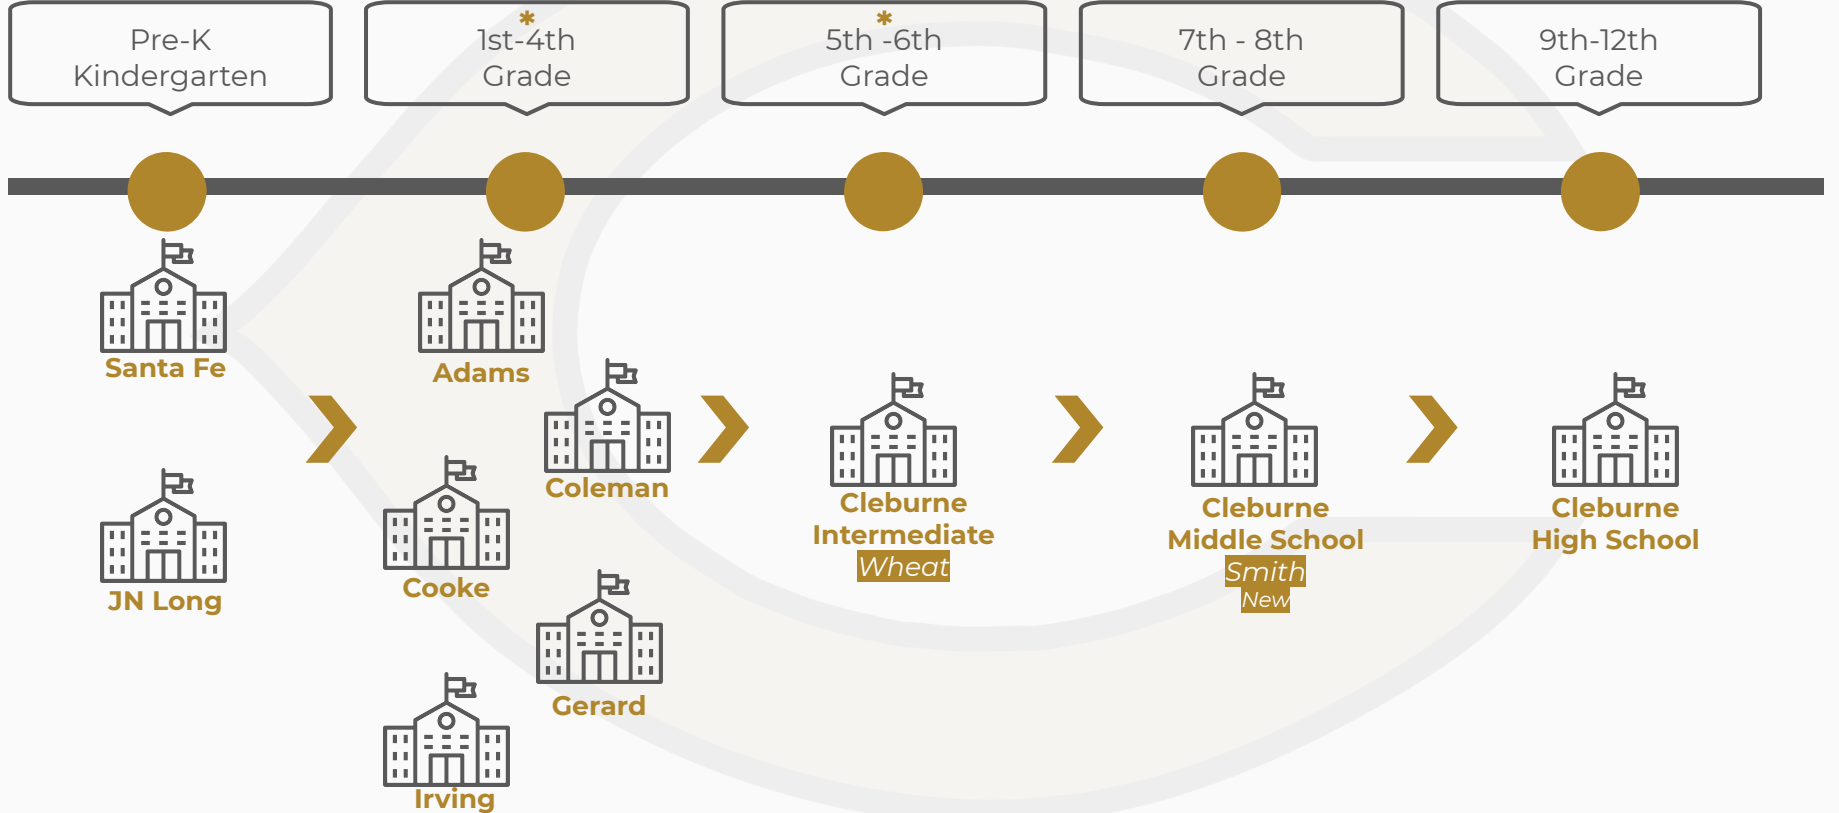 Pre-K
Kindergarten
*
1st-4th
Grade
*
5th -6th
Grade
7th - 8th
Grade
9th-12th
Grade
Santa Fe
JN Long
Adams
Coleman
Cooke
Gerard
Irving
Cleburne
Intermediate
Wheat
Cleburne
Middle School
Smith
New
Cleburne
High School